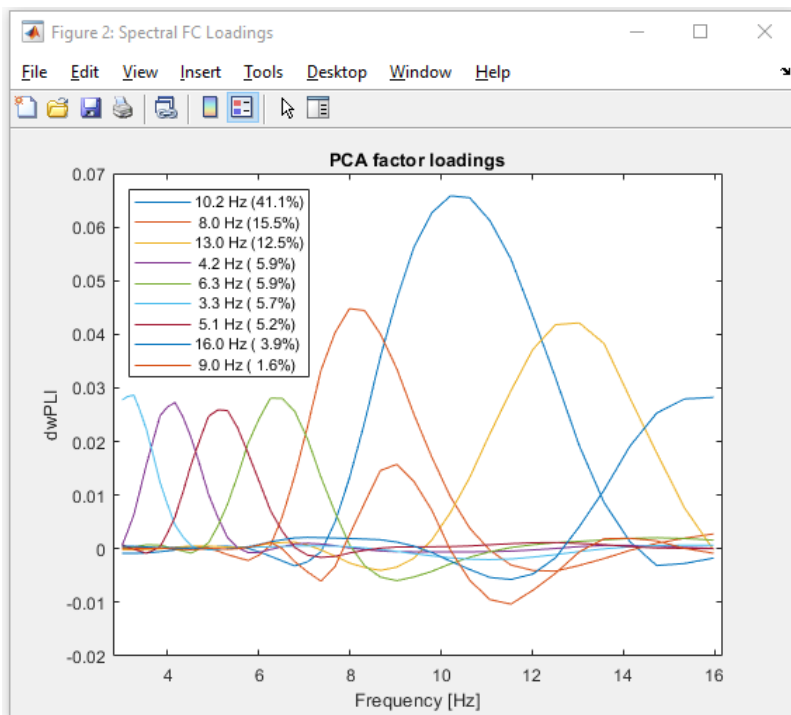 Figure 2: Spectral FC Loadings
File Edit View Insert Tools Desktop Window Help
PCA factor loadings
0.07
0.06
0.05
0.04
0.03
0.02
0.01
0
-0.01
-0.02
dwPLI
10.2 Hz (41.1%)
8.0 Hz (15.5%)
13.0 Hz (12.5%)
4.2 Hz ( 5.9%)
6.3 Hz ( 5.9%)
3.3 Hz ( 5.7%)
5.1 Hz ( 5.2%)
16.0 Hz ( 3.9%)
9.0 Hz ( 1.6%)
4 6 8 10 12 14 16
Frequency [Hz]